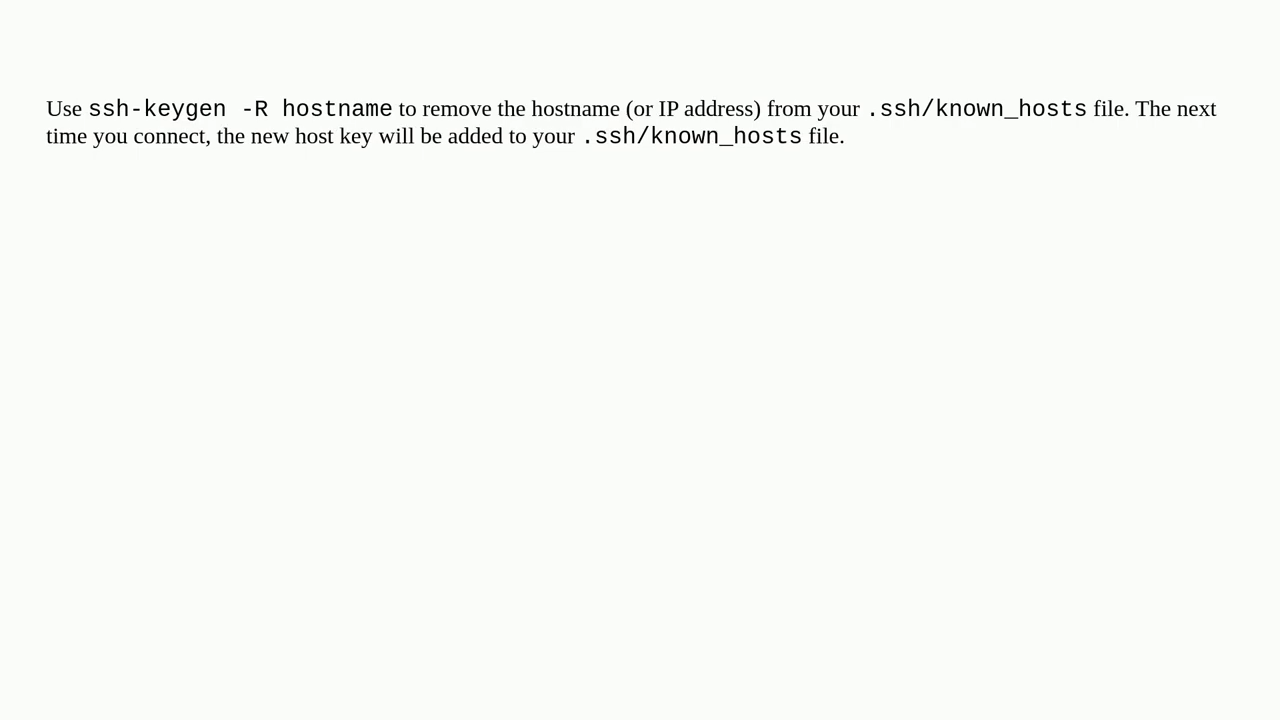 Use ssh-keygen -R hostname to remove the hostname (or IP address) from your .ssh/known_hosts file. The next
time you connect, the new host key will be added to your .ssh/known_hosts file.